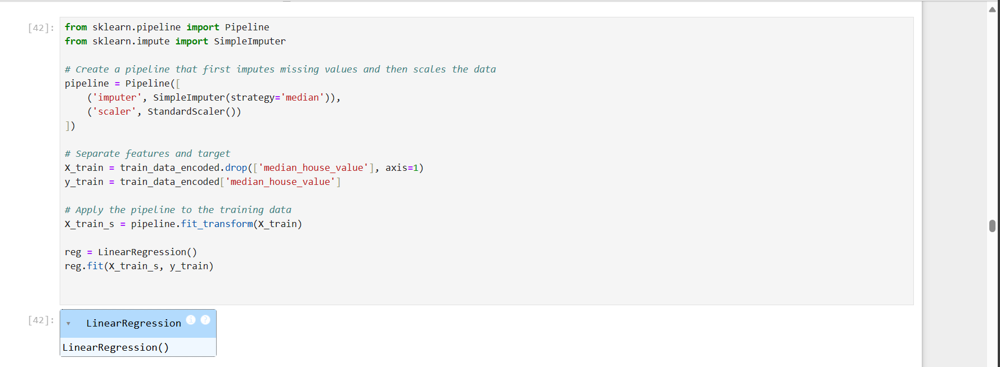 [42]: from sklearn.pipeline import Pipeline
from sklearn.impute import SimpleImputer

# Create a pipeline that first imputes missing values and then scales the data
pipeline = Pipeline([
    ('imputer', SimpleImputer(strategy='median')),
    ('scaler', StandardScaler())
])

# Separate features and target
X_train = train_data_encoded.drop(['median_house_value'], axis=1)
y_train = train_data_encoded['median_house_value']

# Apply the pipeline to the training data
X_train_s = pipeline.fit_transform(X_train)

reg = LinearRegression()
reg.fit(X_train_s, y_train)

[42]: ▾ LinearRegression i ?
LinearRegression()